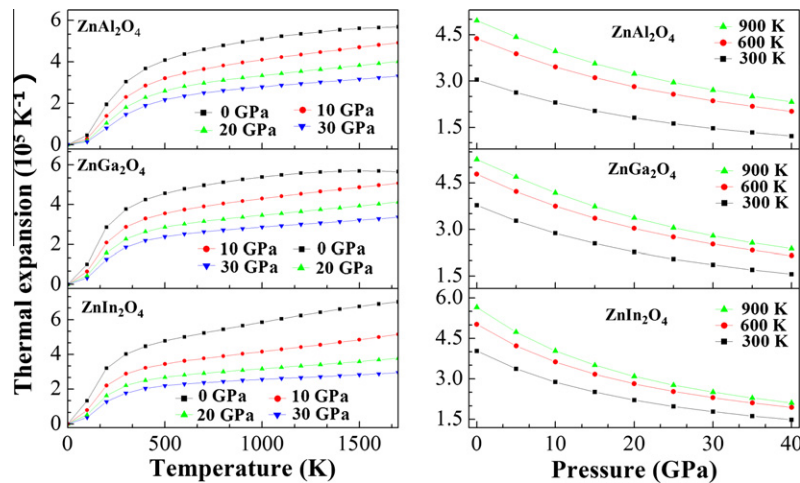 Thermal expansion (10⁵ K⁻¹)
ZnAl₂O₄
6
4
2
0
0 GPa
10 GPa
20 GPa
30 GPa
ZnGa₂O₄
6
4
2
0
10 GPa
0 GPa
30 GPa
20 GPa
ZnIn₂O₄
6
4
2
0
0 GPa
10 GPa
20 GPa
30 GPa
0
500
1000
1500
Temperature (K)
ZnAl₂O₄
4.5
3.0
1.5
900 K
600 K
300 K
ZnGa₂O₄
4.5
3.0
1.5
900 K
600 K
300 K
ZnIn₂O₄
6.0
4.5
3.0
1.5
900 K
600 K
300 K
0
10
20
30
40
Pressure (GPa)